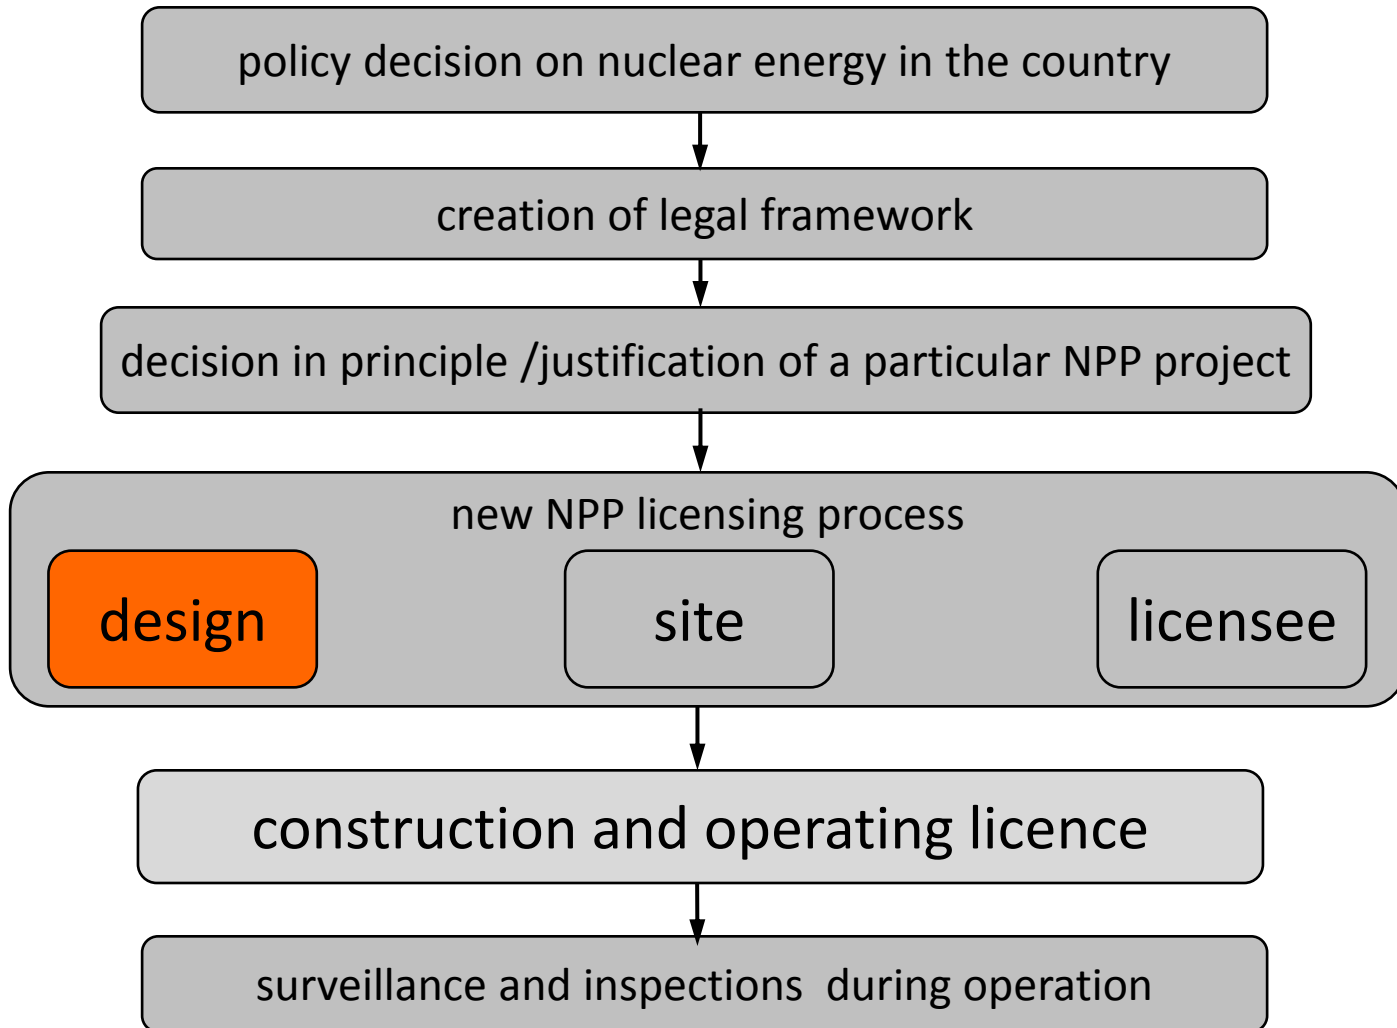 policy decision on nuclear energy in the country
creation of legal framework
decision in principle /justification of a particular NPP project
new NPP licensing process
design
site
licensee
construction and operating licence
surveillance and inspections  during operation